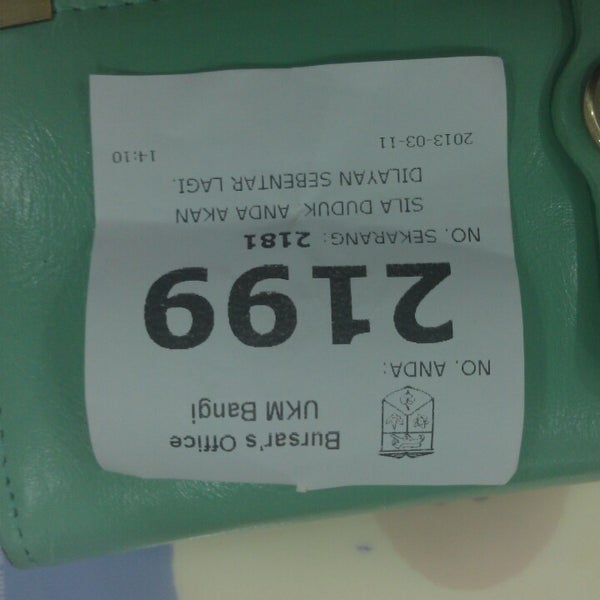 Bursar's Office
UKM Bangi
NO. ANDA:
2199
NO. SEKARANG: 2181
SILA DUDUK. ANDA AKAN
DILAYAN SEBENTAR LAGI.
2013-03-11 14:10